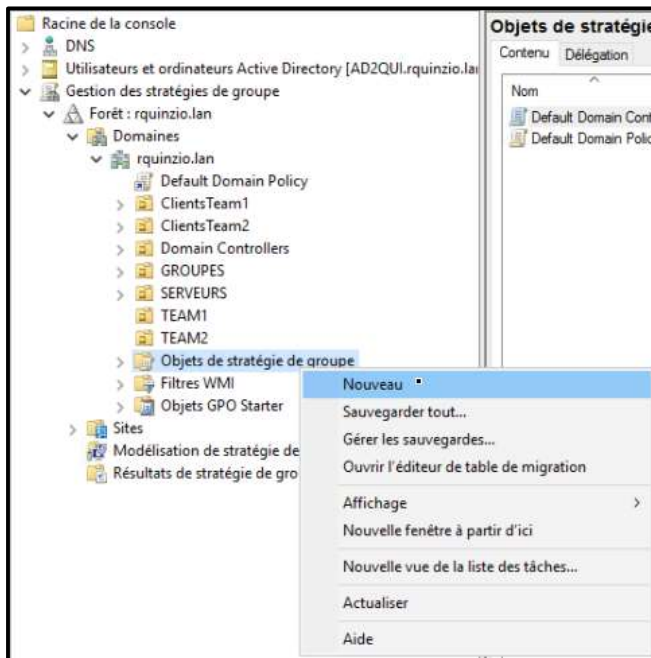 Racine de la console
DNS
Utilisateurs et ordinateurs Active Directory [AD2QUI.rquinzio.la
Gestion des stratégies de groupe
Forêt : rquinzio.lan
Domaines
rquinzio.lan
Default Domain Policy
ClientsTeam1
ClientsTeam2
Domain Controllers
GROUPES
SERVEURS
TEAM1
TEAM2
Objets de stratégie de groupe
Filtres WMI
Objets GPO Starter
Sites
Modélisation de stratégie de
Résultats de stratégie de gro
Objets de stratégie
Contenu Délégation
Nom
Default Domain Cont
Default Domain Polic
Nouveau
Sauvegarder tout...
Gérer les sauvegardes...
Ouvrir l'éditeur de table de migration
Affichage
Nouvelle fenêtre à partir d'ici
Nouvelle vue de la liste des tâches...
Actualiser
Aide